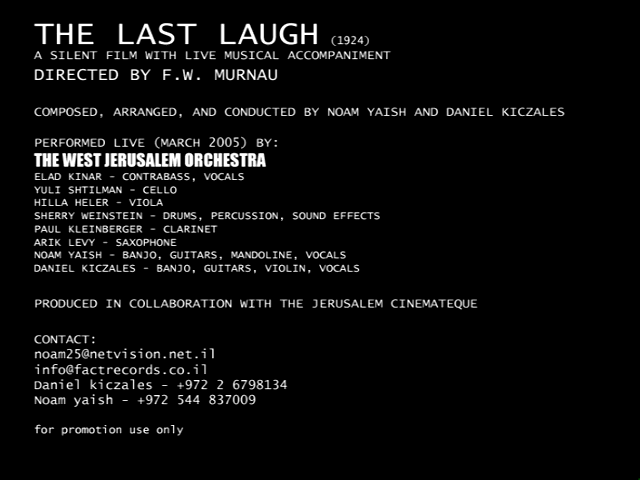 THE LAST LAUGH (1924)
A SILENT FILM WITH LIVE MUSICAL ACCOMPANIMENT
DIRECTED BY F.W. MURNAU
COMPOSED, ARRANGED, AND CONDUCTED BY NOAM YAISH AND DANIEL KICZALES
PERFORMED LIVE (MARCH 2005) BY:
THE WEST JERUSALEM ORCHESTRA
ELAD KINAR - CONTRABASS, VOCALS
YULI SHTILMAN - CELLO
HILLA HELER - VIOLA
SHERRY WEINSTEIN - DRUMS, PERCUSSION, SOUND EFFECTS
PAUL KLEINBERGER - CLARINET
ARIK LEVY - SAXOPHONE
NOAM YAISH - BANJO, GUITARS, MANDOLINE, VOCALS
DANIEL KICZALES - BANJO, GUITARS, VIOLIN, VOCALS
PRODUCED IN COLLABORATION WITH THE JERUSALEM CINEMATEQUE
CONTACT:
noam25@netvision.net.il
info@factrecords.co.il
Daniel kiczales - +972 2 6798134
Noam yaish - +972 544 837009
for promotion use only